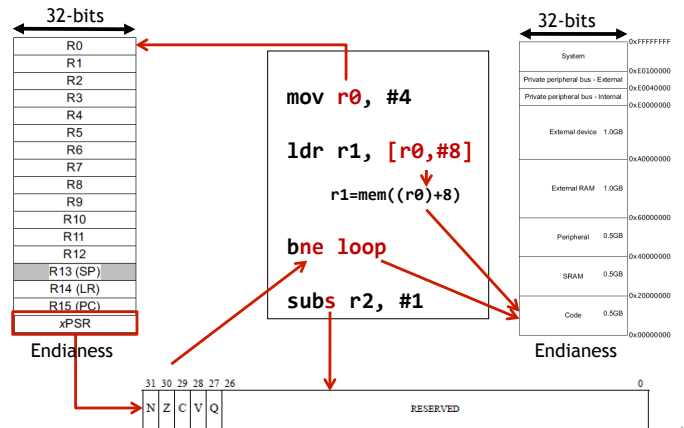 32-bits
R0
R1
R2
R3
R4
R5
R6
R7
R8
R9
R10
R11
R12
R13 (SP)
R14 (LR)
R15 (PC)
xPSR
Endianess
mov r0, #4
ldr r1, [r0,#8]
r1=mem((r0)+8)
bne loop
subs r2, #1
32-bits
0xFFFFFFFF
System
0xE0100000
Private peripheral bus - External
0xE0040000
Private peripheral bus - Internal
0xE0000000
External device 1.0GB
0xA0000000
External RAM 1.0GB
0x60000000
Peripheral 0.5GB
0x40000000
SRAM 0.5GB
0x20000000
Code 0.5GB
0x00000000
Endianess
31 30 29 28 27 26 0
N Z C V Q RESERVED